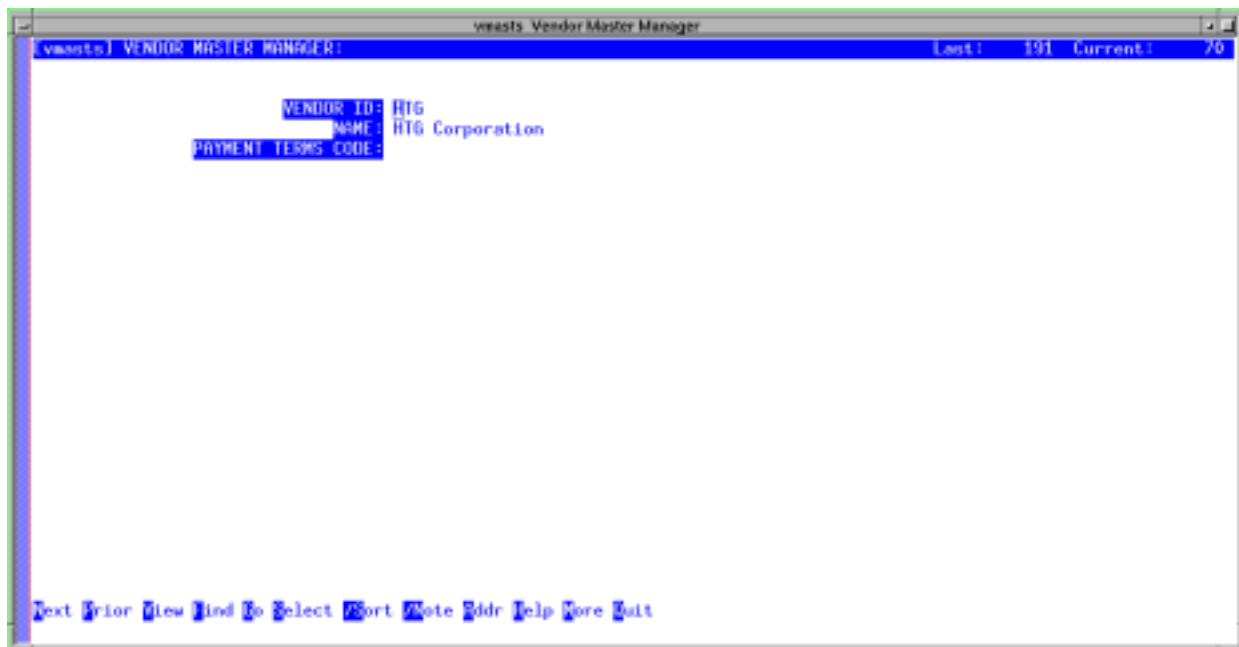 vmasts Vendor Master Manager
[vmasts] VENDOR MASTER MANAGER: Last: 191 Current: 70
VENDOR ID: HTG
NAME: HTG Corporation
PAYMENT TERMS CODE:
Next Prior View Find Go Select /Sort /Note Addr Help More Quit